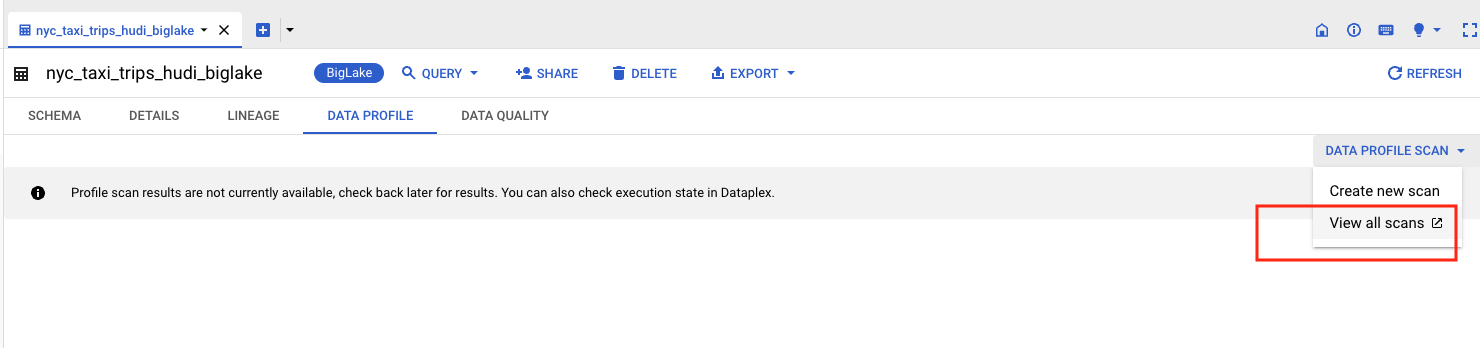 nyc_taxi_trips_hudi_biglake
nyc_taxi_trips_hudi_biglake BigLake QUERY SHARE DELETE EXPORT REFRESH
SCHEMA DETAILS LINEAGE DATA PROFILE DATA QUALITY
DATA PROFILE SCAN
Create new scan
View all scans
Profile scan results are not currently available, check back later for results. You can also check execution state in Dataplex.